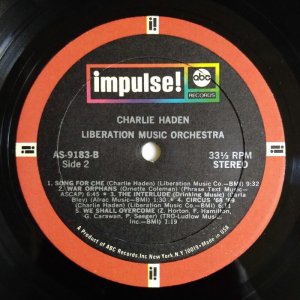 impulse!
abc
RECORDS
CHARLIE HADEN
LIBERATION MUSIC ORCHESTRA
AS-9183-B
Side 2
33⅓ RPM
STEREO
1. SONG FOR CHE (Charlie Haden) (Liberation Music Co.—BMI) 9:32
2. WAR ORPHANS (Ornette Coleman) (Phrase Text Music—
ASCAP) 6:45 • 3. THE INTERLUDE (Drinking Music) (Carla
Bley) (Alrac Music—BMI) 1:24 • 4. CIRCUS '68 '69
(Charlie Haden) (Liberation Music Co.—BMI) 6:11
5. WE SHALL OVERCOME (Z. Horton, F. Hamilton,
G. Carawan, P. Seeger) (TRO-Ludlow Music
Inc.—BMI) 1:19
A Product of ABC Records, Inc. New York, N.Y. 10019 • Made in USA